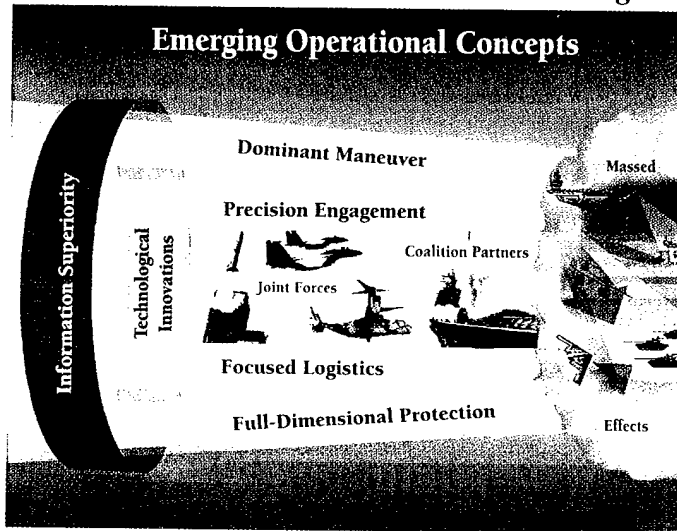 Emerging Operational Concepts
Dominant Maneuver
Massed
Precision Engagement
Information Superiority
Technological
Innovations
Coalition Partners
Joint Forces
Focused Logistics
Full-Dimensional Protection
Effects